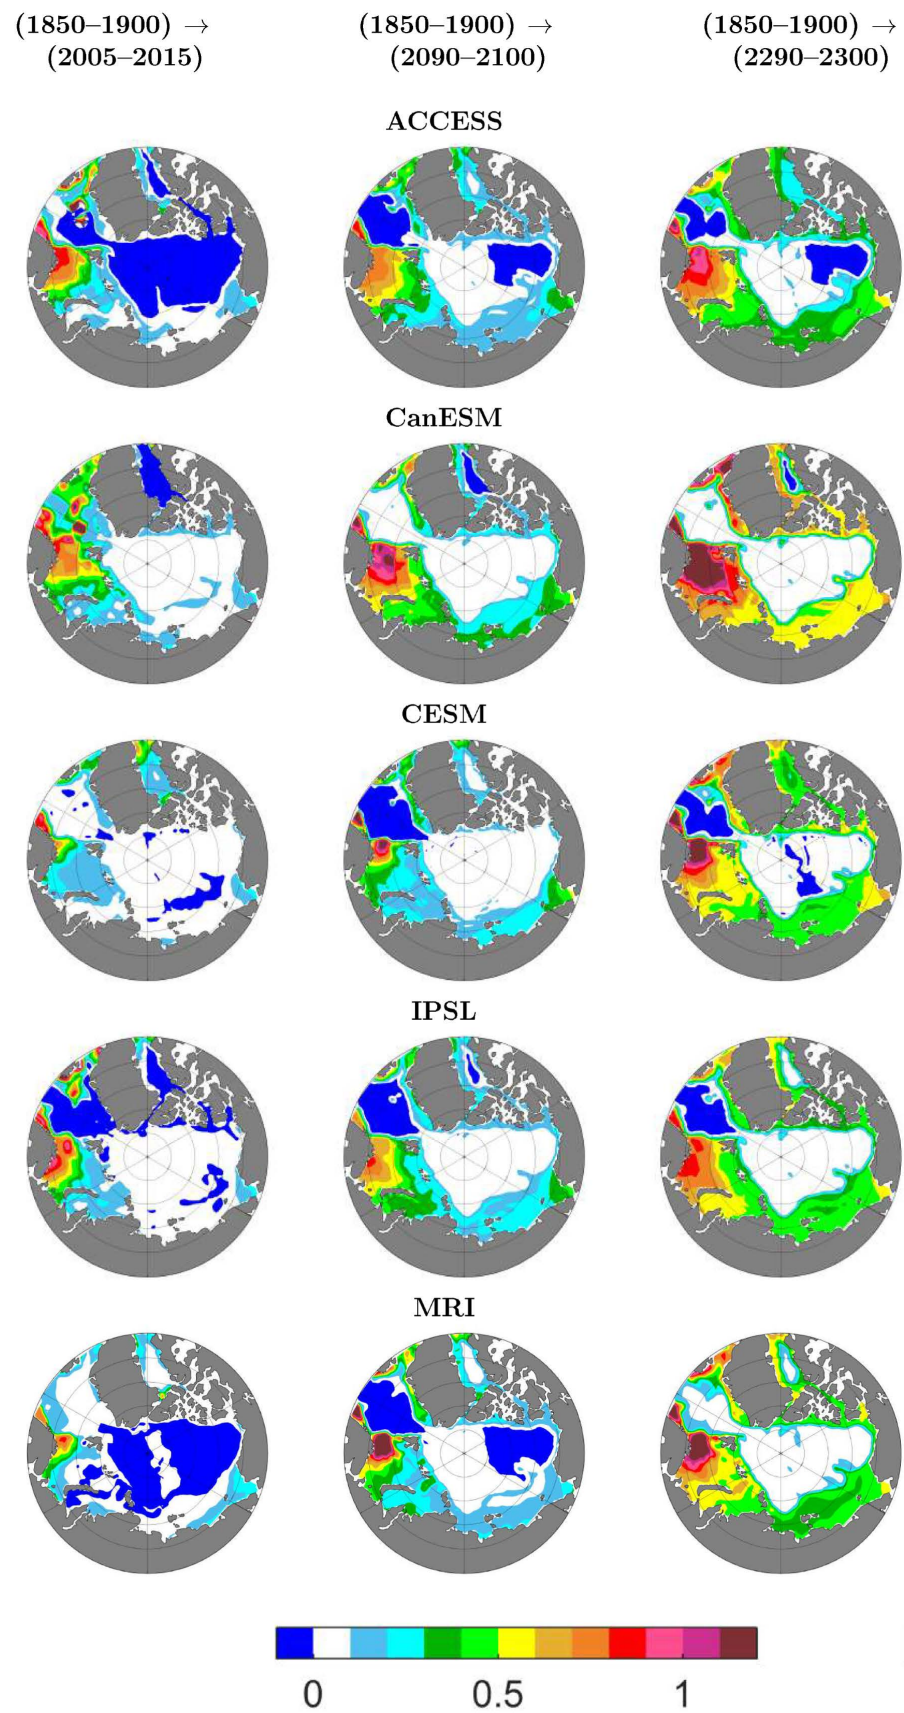 (1850–1900) → (1850–1900) → (1850–1900) →
(2005–2015) (2090–2100) (2290–2300)
ACCESS
CanESM
CESM
IPSL
MRI
0 0.5 1